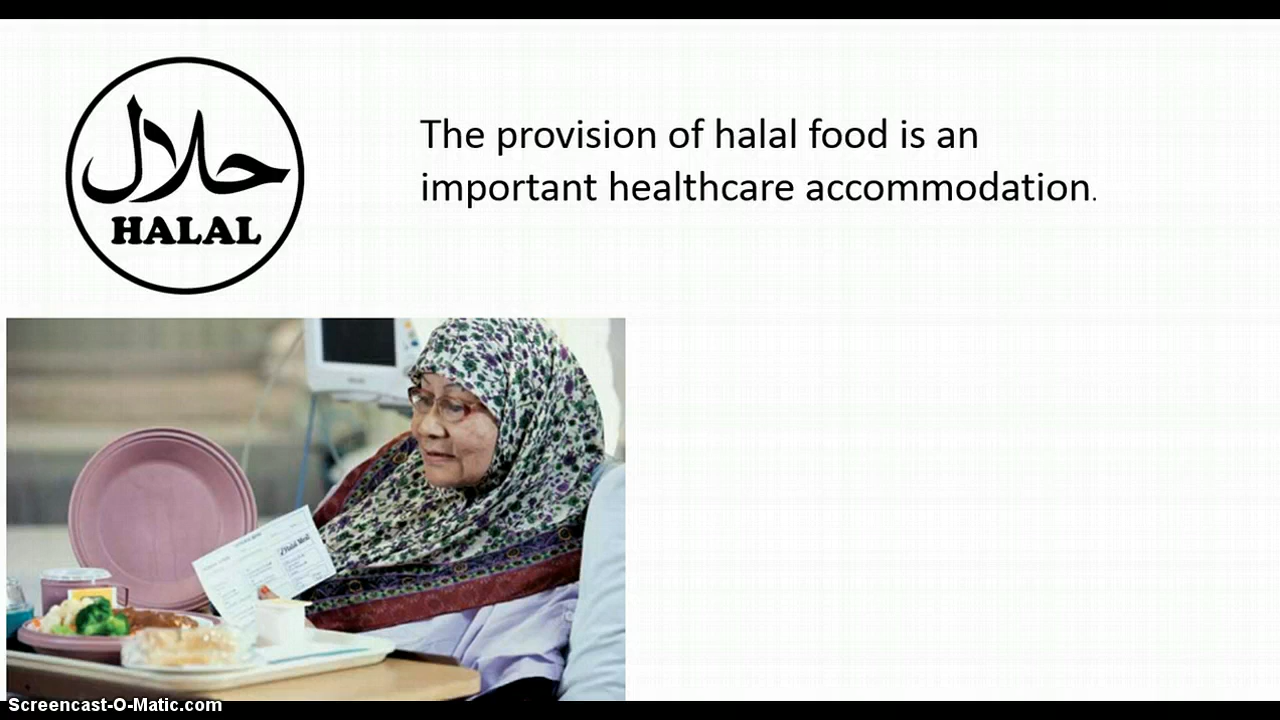 حلال
HALAL
The provision of halal food is an
important healthcare accommodation.
Halal Meal
Screencast-O-Matic.com